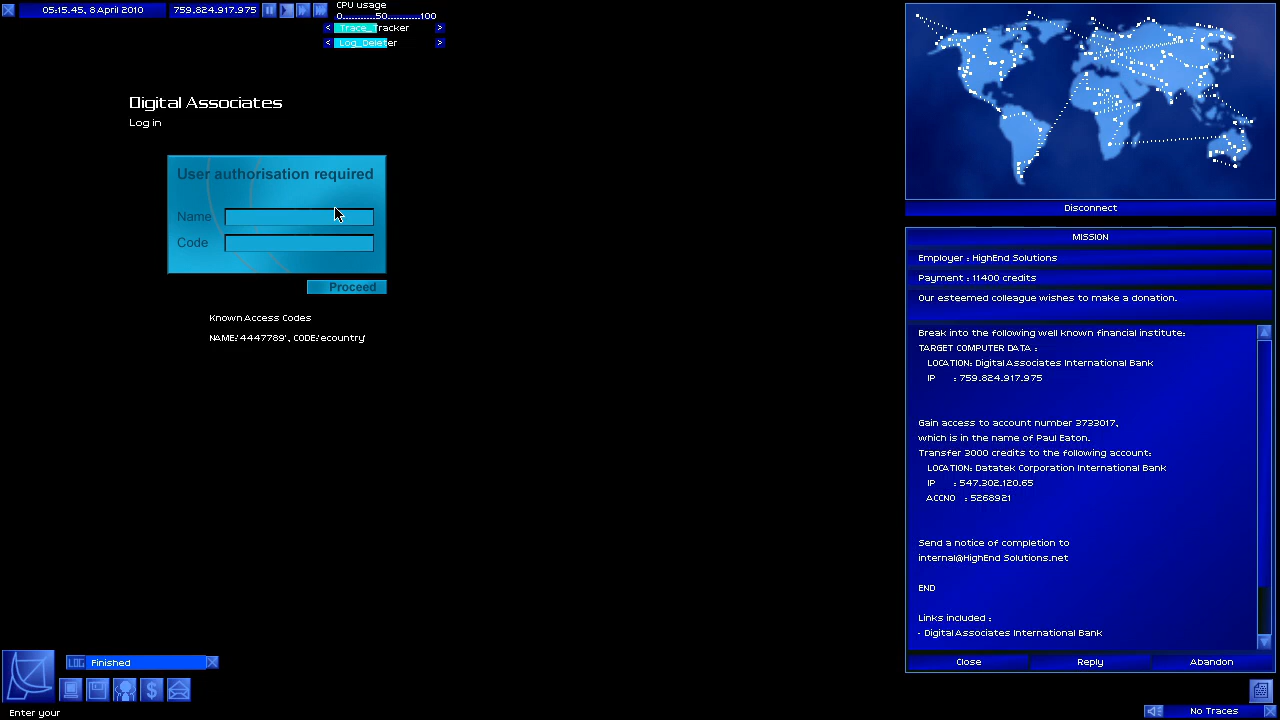 05:15.45, 8 April 2010
759.824.917.975
CPU usage
0...........50...........100
< Trace_Tracker >
< Log_Deleter >
Digital Associates
Log in
User authorisation required
Name
Code
Proceed
Known Access Codes
NAME:'4447789', CODE:'ecountry'
Disconnect
MISSION
Employer : HighEnd Solutions
Payment : 11400 credits
Our esteemed colleague wishes to make a donation.
Break into the following well known financial institute:
TARGET COMPUTER DATA :
LOCATION: Digital Associates International Bank
IP : 759.824.917.975
Gain access to account number 3733017,
which is in the name of Paul Eaton.
Transfer 3000 credits to the following account:
LOCATION: Datatek Corporation International Bank
IP : 547.302.120.65
ACCNO : 5268921
Send a notice of completion to
internal@HighEnd Solutions.net
END
Links included :
- Digital Associates International Bank
Close
Reply
Abandon
LOG
Finished
$
No Traces
Enter your